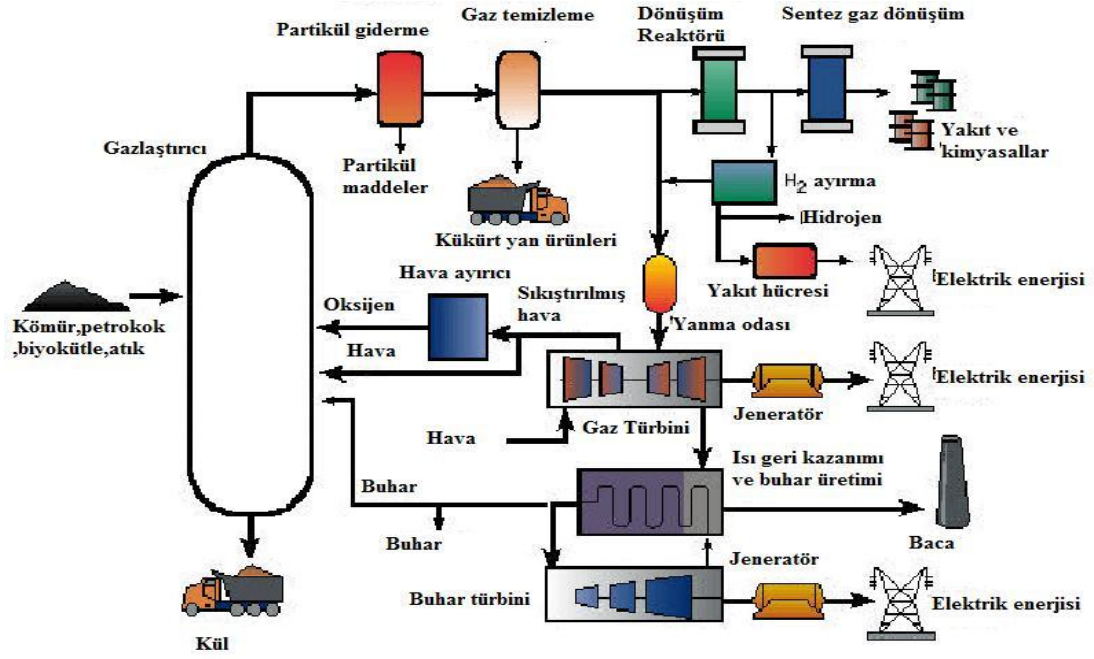 Partikül giderme
Gaz temizleme
Dönüşüm
Reaktörü
Sentez gaz dönüşüm
Gazlaştırıcı
Partikül
maddeler
Yakıt ve
kimyasallar
H2 ayırma
Hidrojen
Kükürt yan ürünleri
Hava ayırıcı
Yakıt hücresi
Elektrik enerjisi
Oksijen
Sıkıştırılmış
hava
Yanma odası
Kömür,petrokok
,biyokütle,atık
Hava
Elektrik enerjisi
Jeneratör
Gaz Türbini
Hava
Isı geri kazanımı
ve buhar üretimi
Buhar
Buhar
Baca
Jeneratör
Buhar türbini
Elektrik enerjisi
Kül